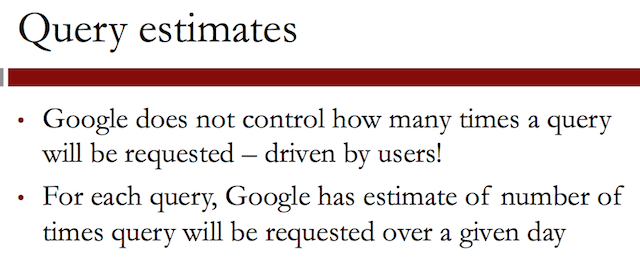 Query estimates
• Google does not control how many times a query
will be requested – driven by users!
• For each query, Google has estimate of number of
times query will be requested over a given day